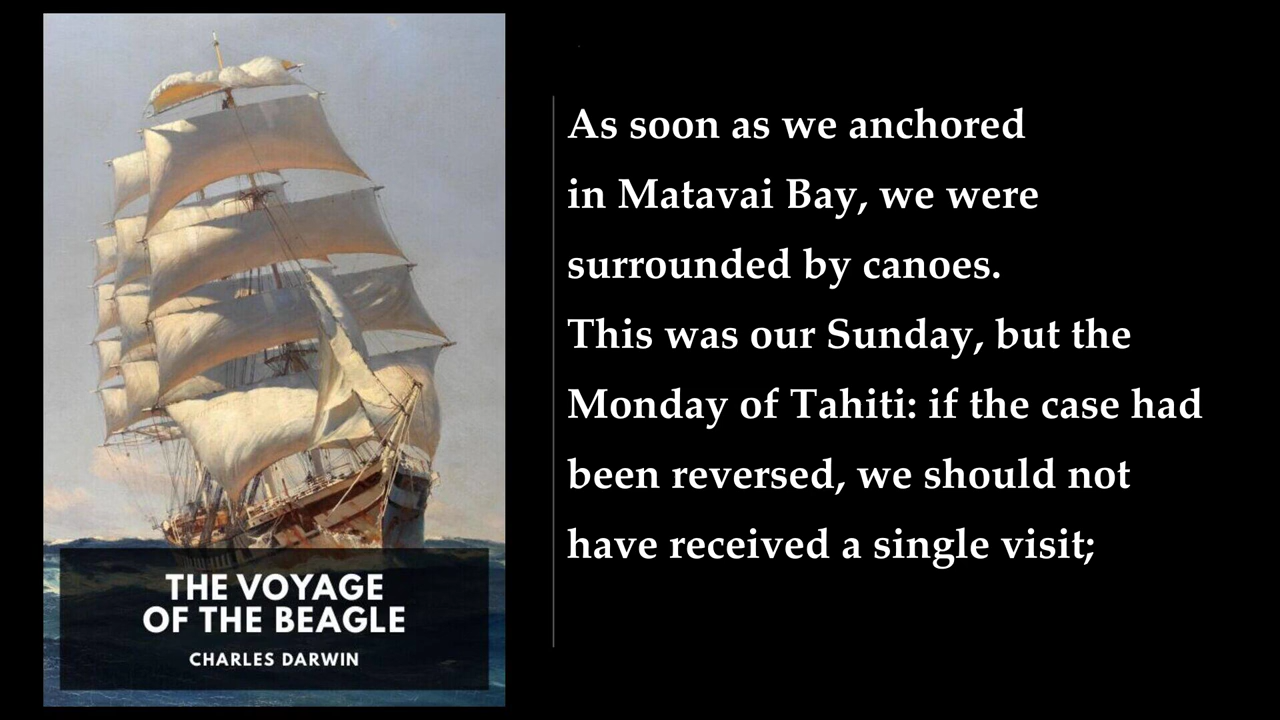 THE VOYAGE
OF THE BEAGLE
CHARLES DARWIN
As soon as we anchored
in Matavai Bay, we were
surrounded by canoes.
This was our Sunday, but the
Monday of Tahiti: if the case had
been reversed, we should not
have received a single visit;